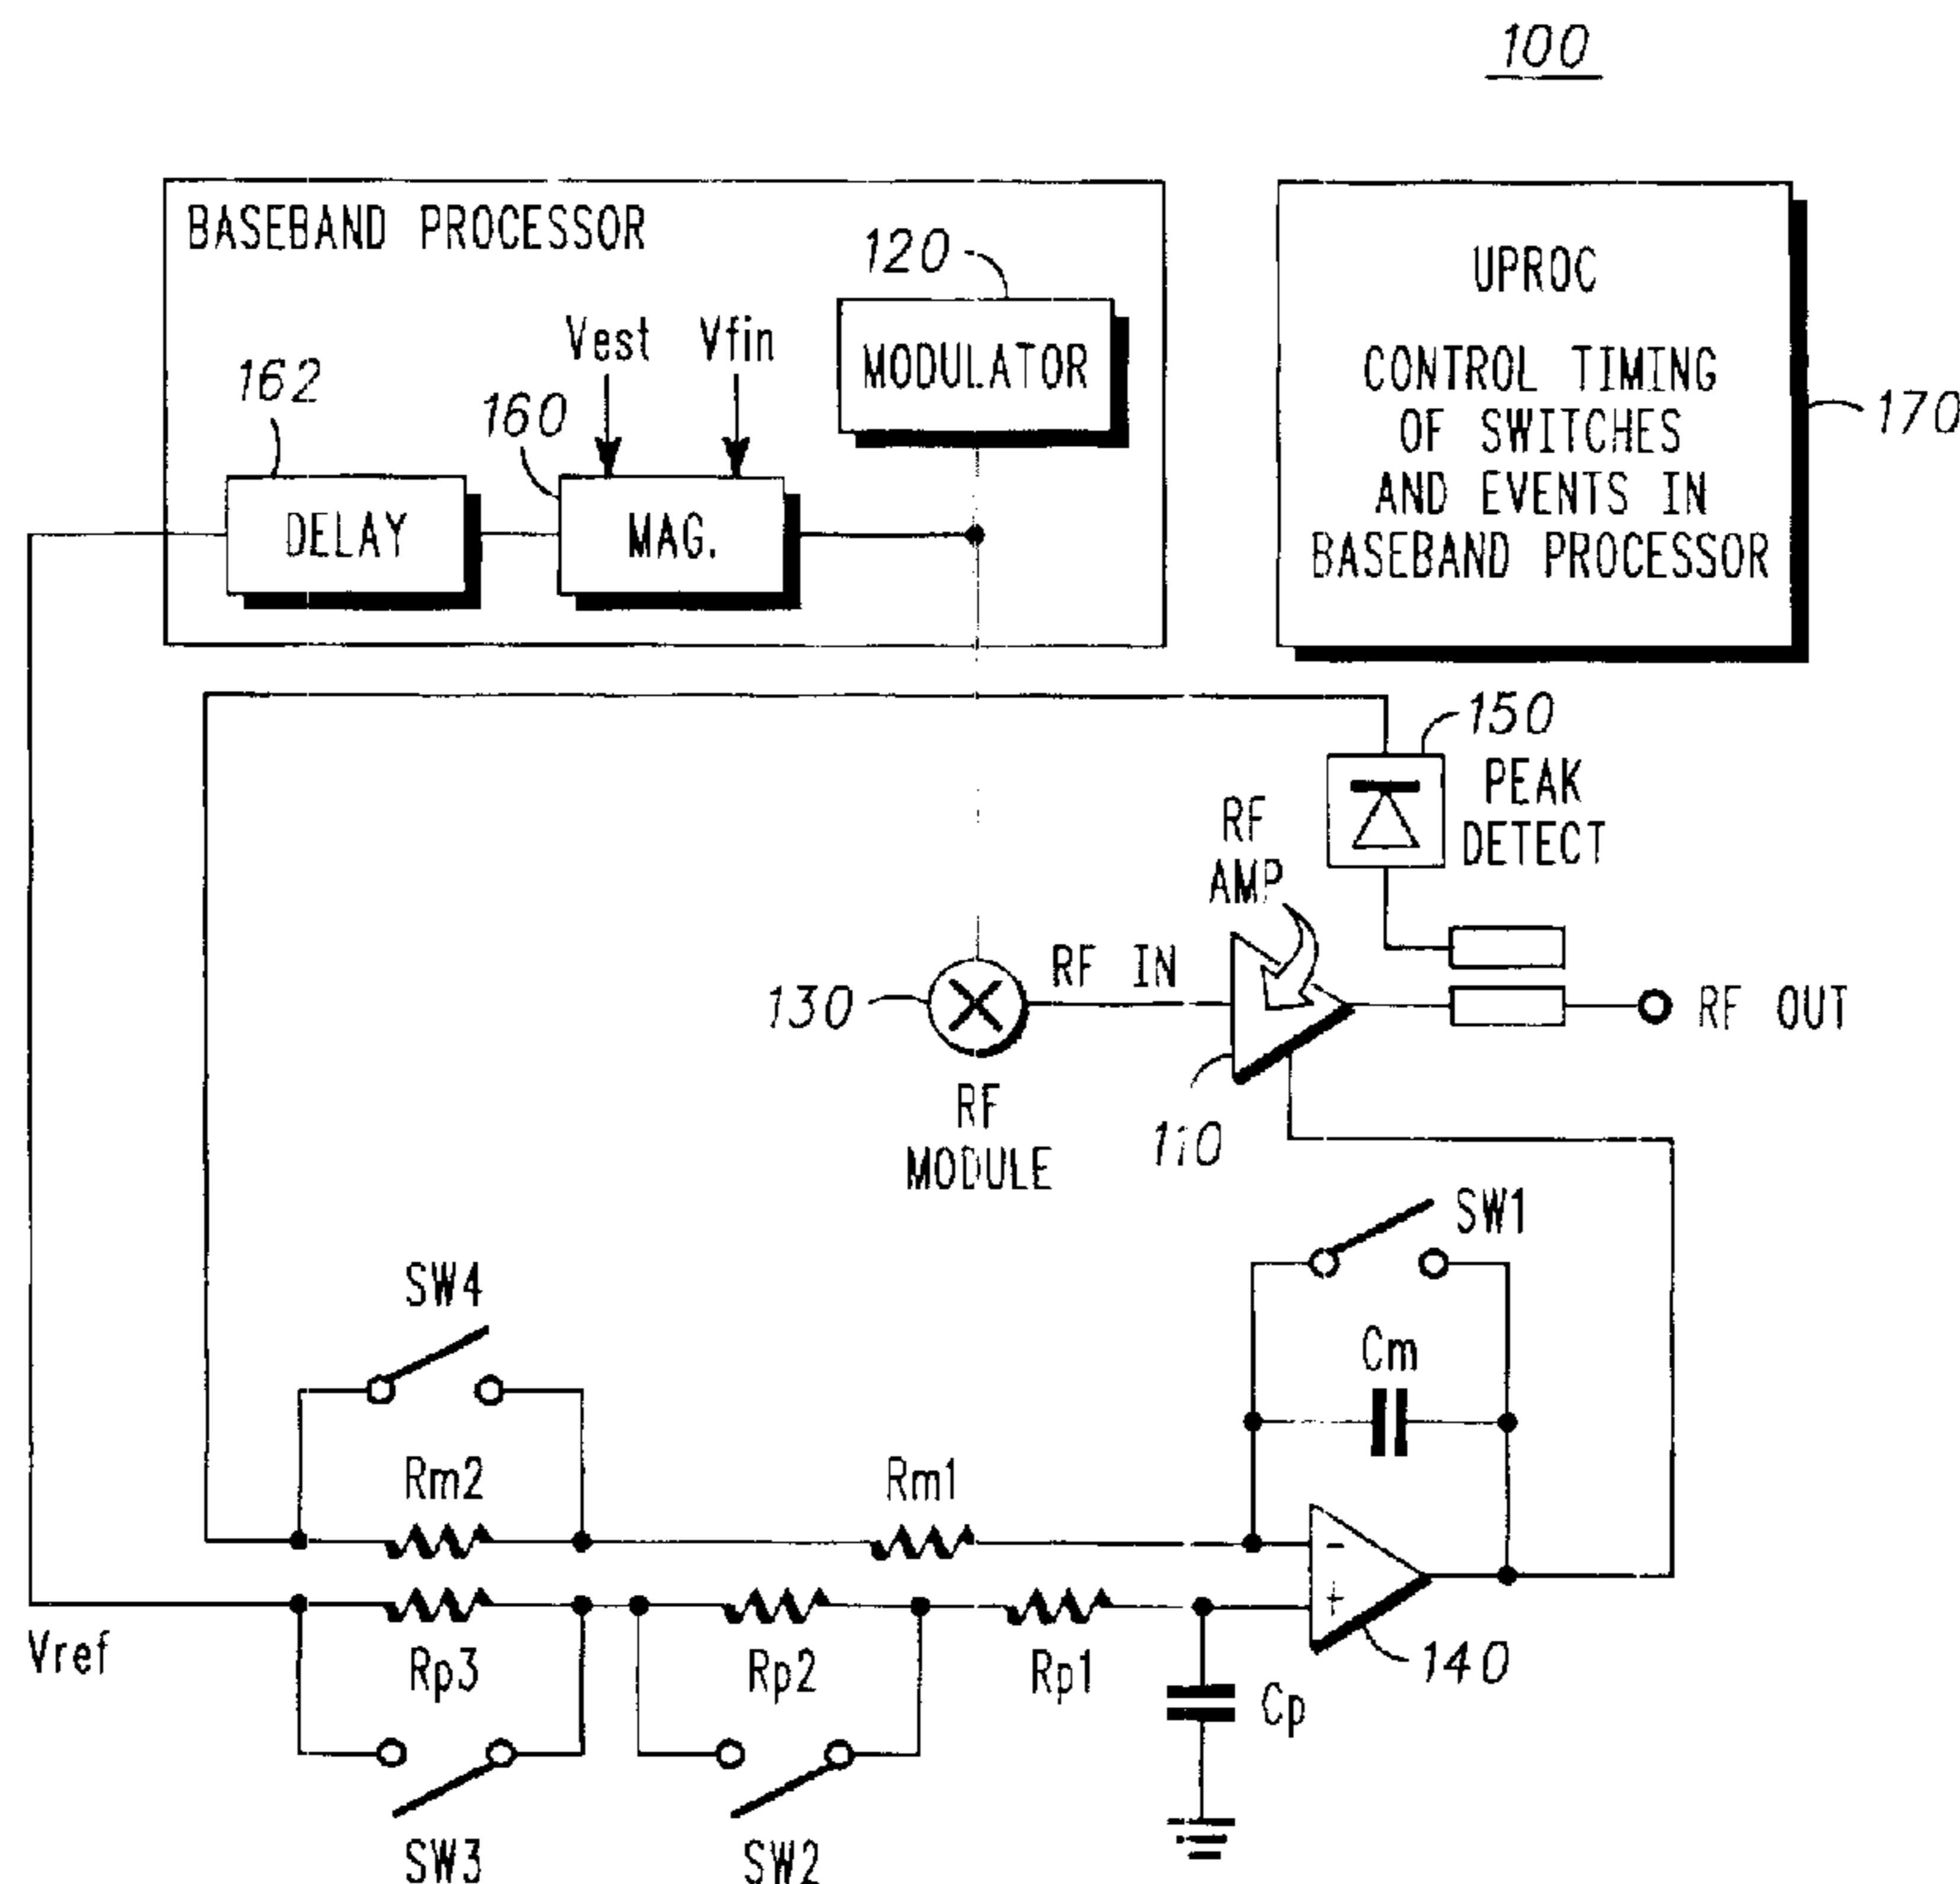 100
BASEBAND PROCESSOR
120
MODULATOR
Vest Vfin
162
160
DELAY
MAG.
UPROC
CONTROL TIMING
OF SWITCHES
AND EVENTS IN
BASEBAND PROCESSOR
170
150
PEAK
DETECT
RF
AMP
RF IN
130
RF
MODULE
110
RF OUT
SW1
SW4
Cm
Rm2
Rm1
-
+
Vref
Rp3
Rp2
Rp1
Cp
140
SW3
SW2